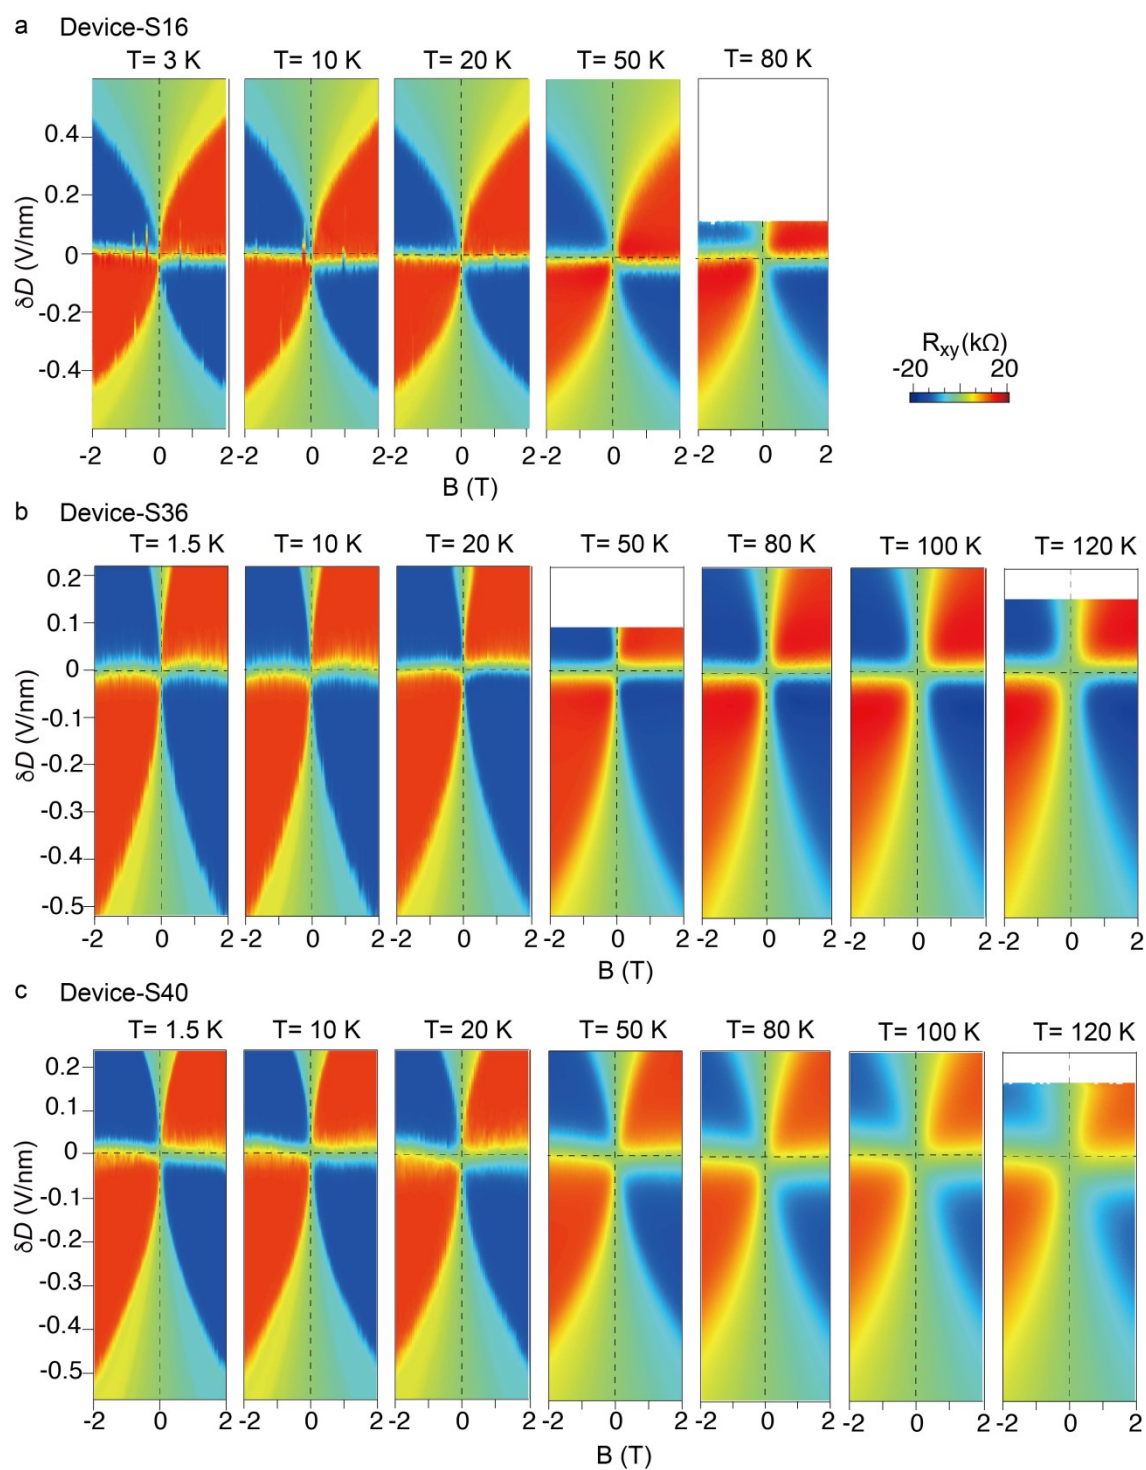 a Device-S16
T= 3 K T= 10 K T= 20 K T= 50 K T= 80 K
0.4
0.2
0
-0.2
-0.4
δD (V/nm)
Rxy (kΩ)
-20 20
-2 0 2 -2 0 2 -2 0 2 -2 0 2 -2 0 2
B (T)
b Device-S36
T= 1.5 K T= 10 K T= 20 K T= 50 K T= 80 K T= 100 K T= 120 K
0.2
0.1
0
-0.1
-0.2
-0.3
-0.4
-0.5
δD (V/nm)
-2 0 2 -2 0 2 -2 0 2 -2 0 2 -2 0 2 -2 0 2 -2 0 2
B (T)
c Device-S40
T= 1.5 K T= 10 K T= 20 K T= 50 K T= 80 K T= 100 K T= 120 K
0.2
0.1
0
-0.1
-0.2
-0.3
-0.4
-0.5
δD (V/nm)
-2 0 2 -2 0 2 -2 0 2 -2 0 2 -2 0 2 -2 0 2 -2 0 2
B (T)